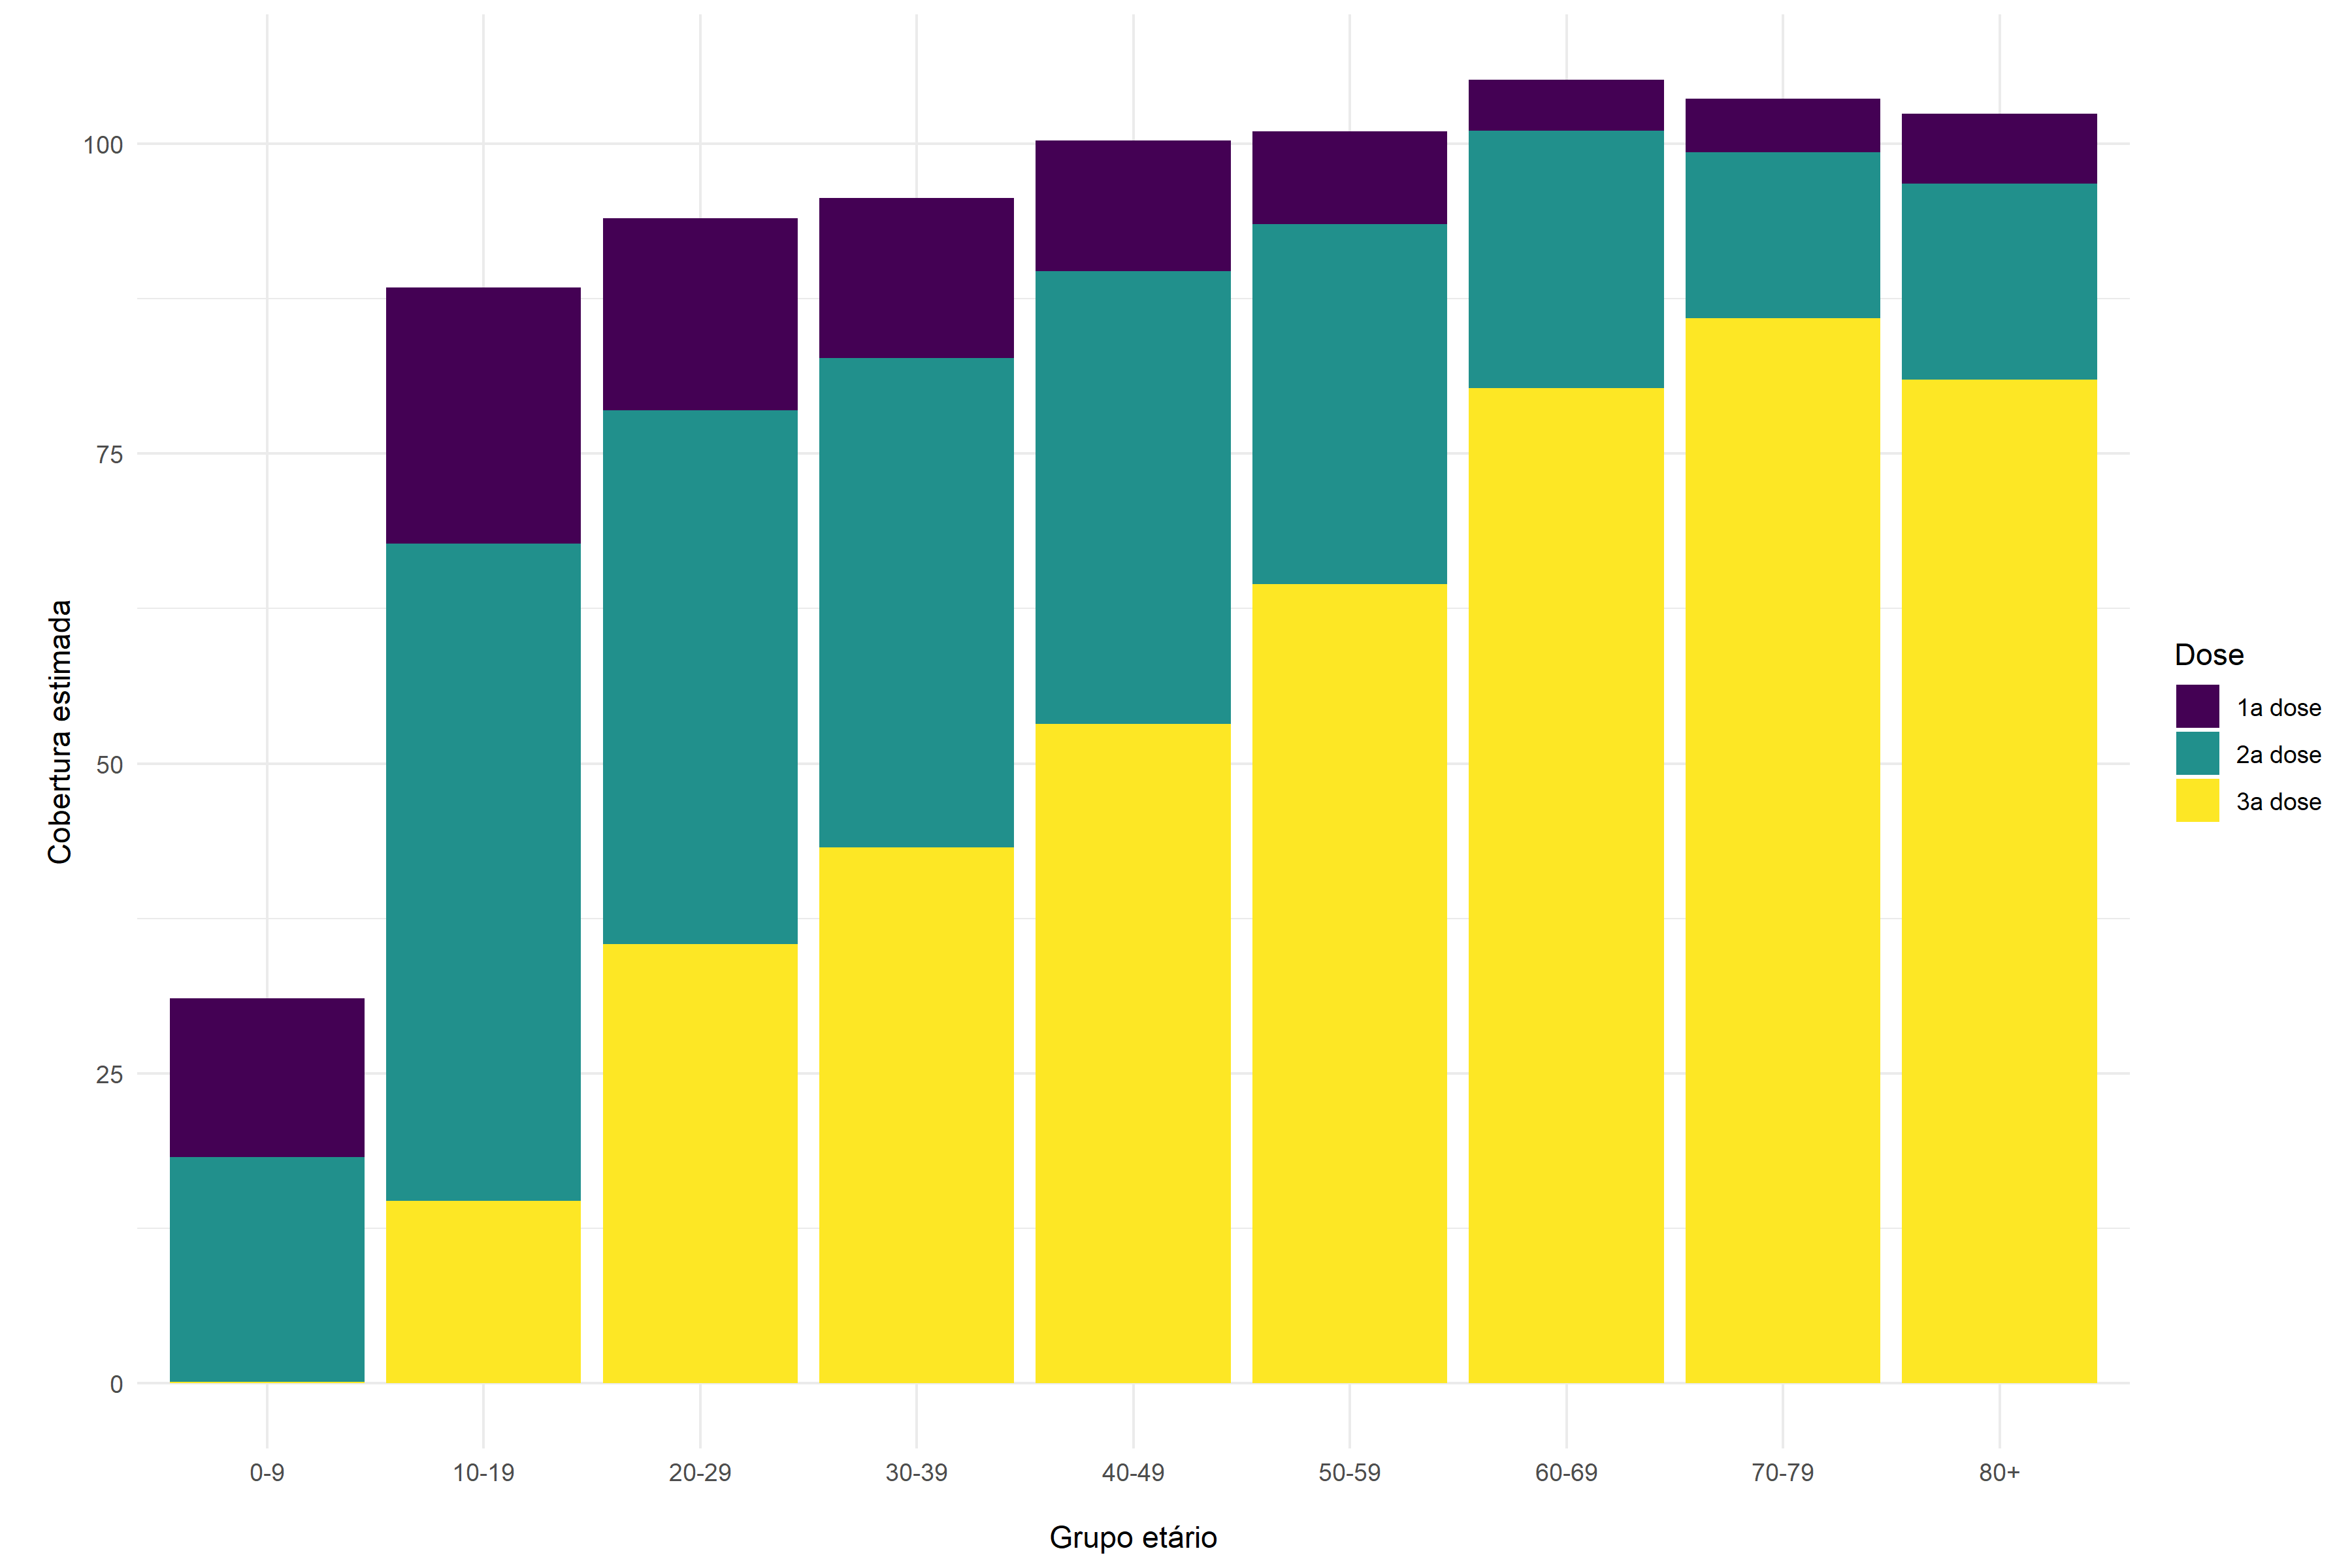 100
75
50
25
0
Cobertura estimada
0-9 10-19 20-29 30-39 40-49 50-59 60-69 70-79 80+
Grupo etário
Dose
1a dose
2a dose
3a dose